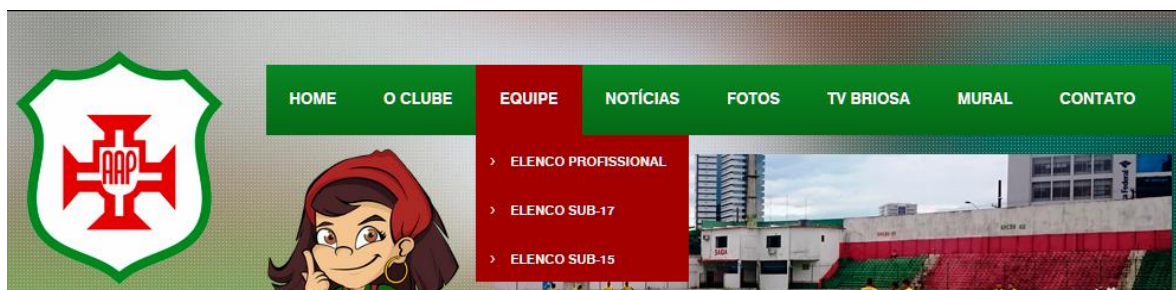 AAP
HOME
O CLUBE
EQUIPE
NOTÍCIAS
FOTOS
TV BRIOSA
MURAL
CONTATO
› ELENCO PROFISSIONAL
› ELENCO SUB-17
› ELENCO SUB-15